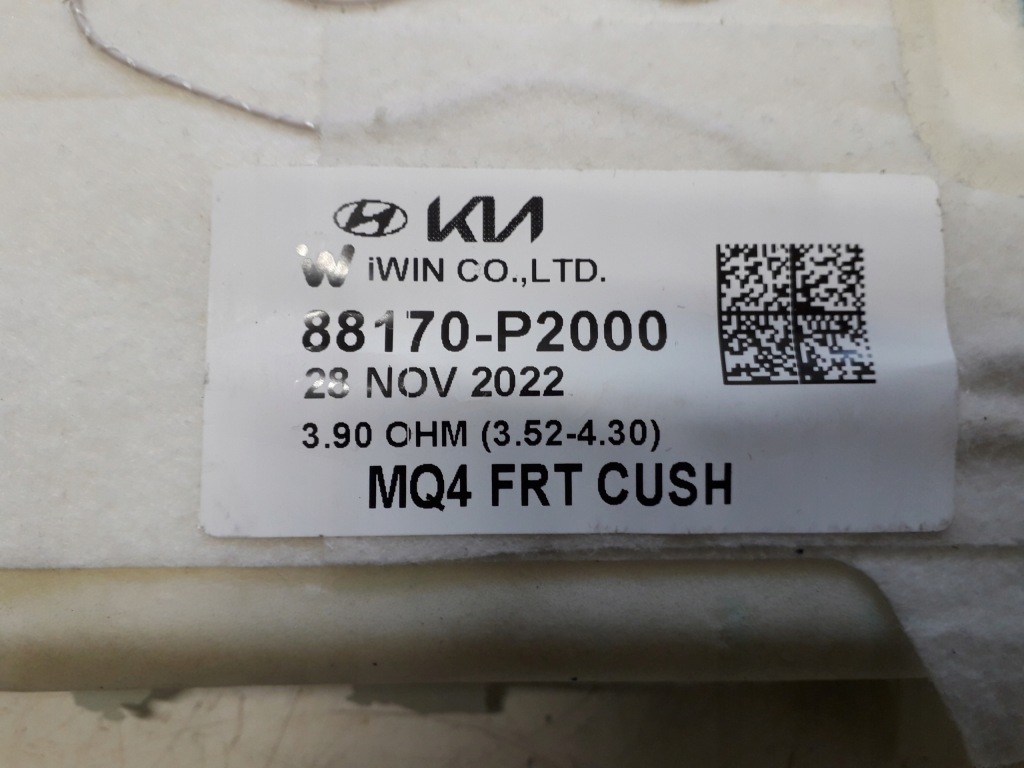 KIA
iWIN CO.,LTD.
88170-P2000
28 NOV 2022
3.90 OHM (3.52-4.30)
MQ4 FRT CUSH